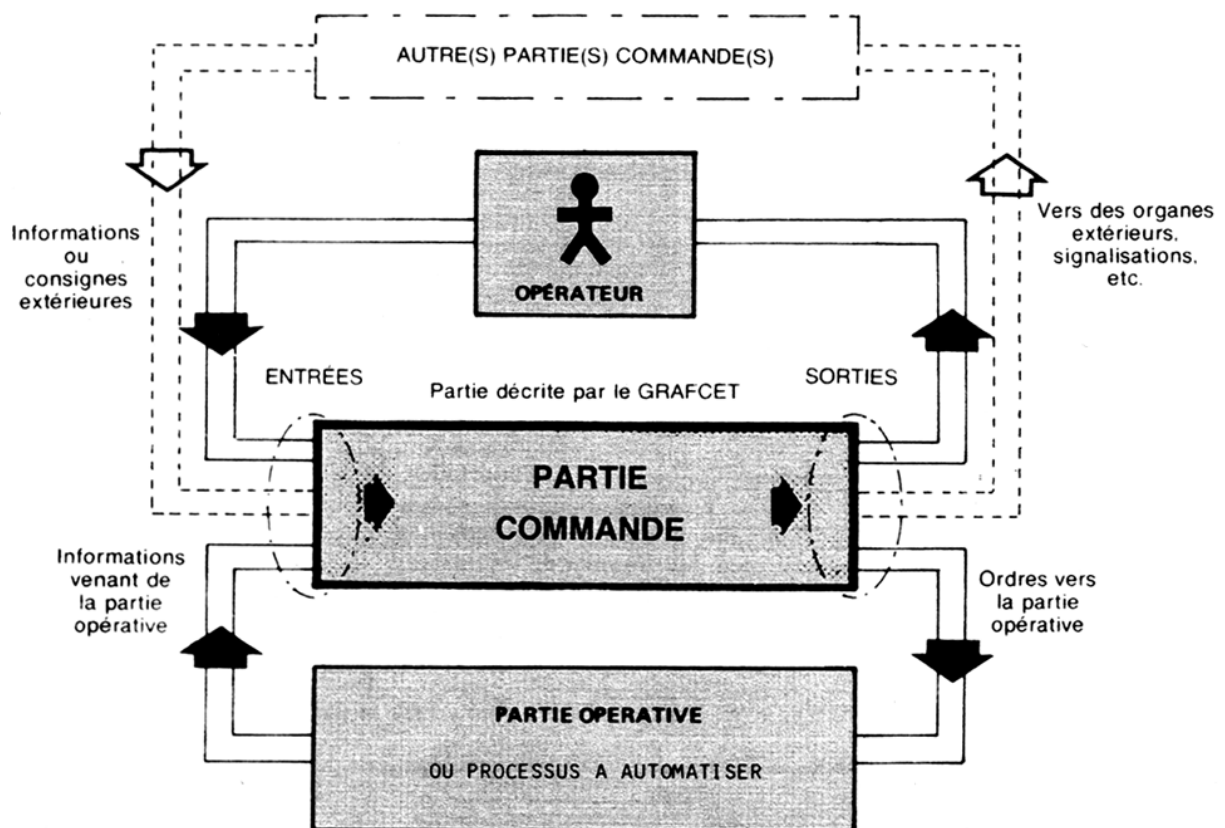 AUTRE(S) PARTIE(S) COMMANDE(S)
Informations
ou
consignes
extérieures
OPÉRATEUR
Vers des organes
extérieurs,
signalisations,
etc.
ENTRÉES
Partie décrite par le GRAFCET
SORTIES
PARTIE
COMMANDE
Informations
venant de
la partie
opérative
Ordres vers
la partie
opérative
PARTIE OPERATIVE
OU PROCESSUS A AUTOMATISER